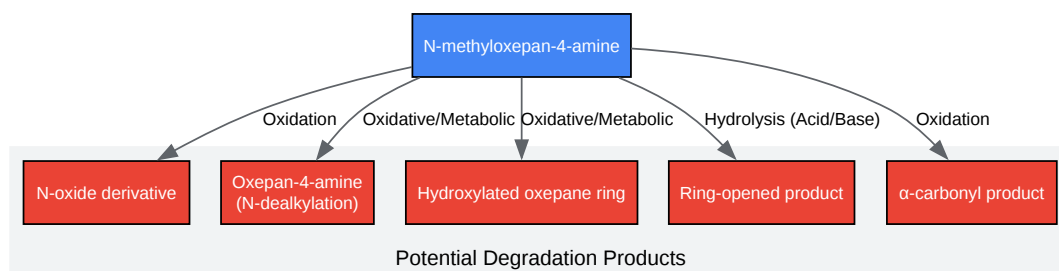 N-methyloxepan-4-amine
Oxidation
Oxidative/Metabolic
Oxidative/Metabolic
Hydrolysis (Acid/Base)
Oxidation
N-oxide derivative
Oxepan-4-amine
(N-dealkylation)
Hydroxylated oxepane ring
Ring-opened product
α-carbonyl product
Potential Degradation Products